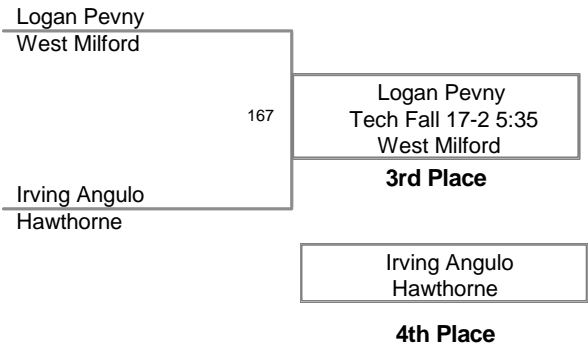 Logan Pevny
West Milford
167
Logan Pevny
Tech Fall 17-2 5:35
West Milford
3rd Place
Irving Angulo
Hawthorne
Irving Angulo
Hawthorne
4th Place